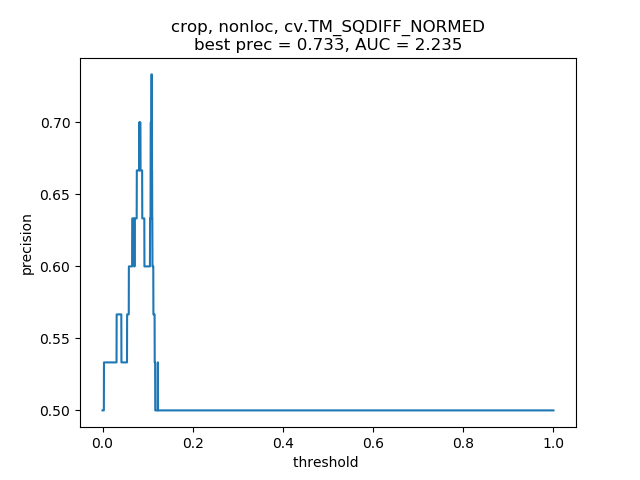 crop, nonloc, cv.TM_SQDIFF_NORMED
best prec = 0.733, AUC = 2.235
precision
0.70
0.65
0.60
0.55
0.50
0.0 0.2 0.4 0.6 0.8 1.0
threshold